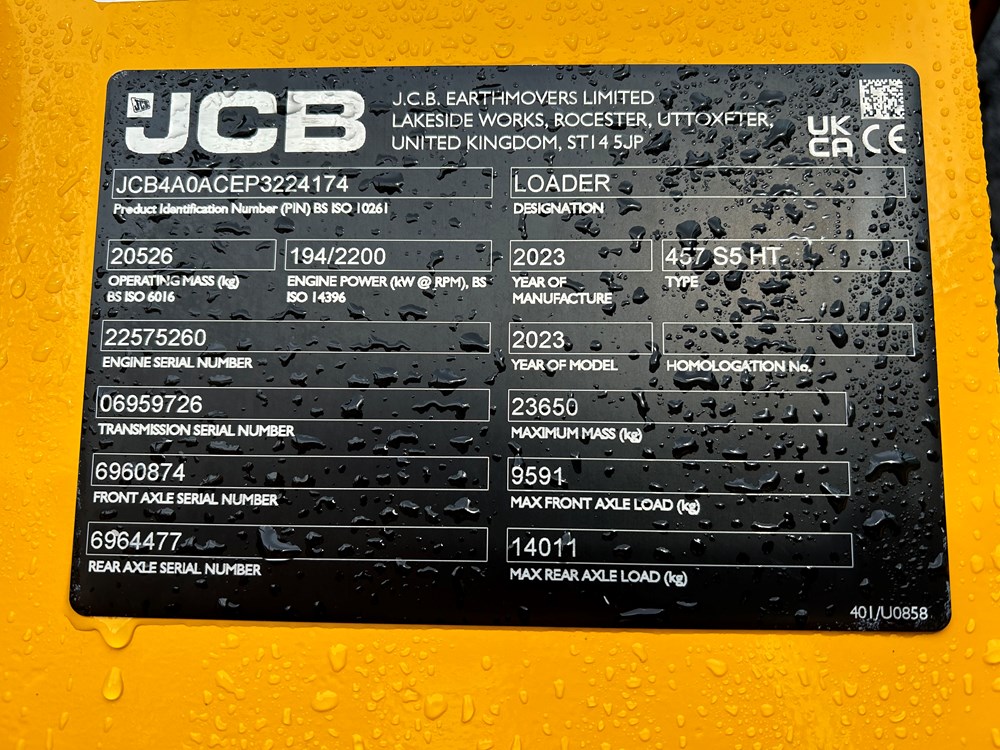 JCB
JCB
J.C.B. EARTHMOVERS LIMITED
LAKESIDE WORKS, ROCESTER, UTTOXETER,
UNITED KINGDOM, ST14 5JP
UK
CA CE
JCB4A0ACEP3224174
Product Identification Number (PIN) BS ISO 10261
LOADER
DESIGNATION
20526
OPERATING MASS (kg)
BS ISO 6016
194/2200
ENGINE POWER (kW @ RPM), BS
ISO 14396
2023
YEAR OF
MANUFACTURE
457 S5 HT
TYPE
22575260
ENGINE SERIAL NUMBER
2023
YEAR OF MODEL
HOMOLOGATION No.
06959726
TRANSMISSION SERIAL NUMBER
23650
MAXIMUM MASS (kg)
6960874
FRONT AXLE SERIAL NUMBER
9591
MAX FRONT AXLE LOAD (kg)
6964477
REAR AXLE SERIAL NUMBER
14011
MAX REAR AXLE LOAD (kg)
401/U0858